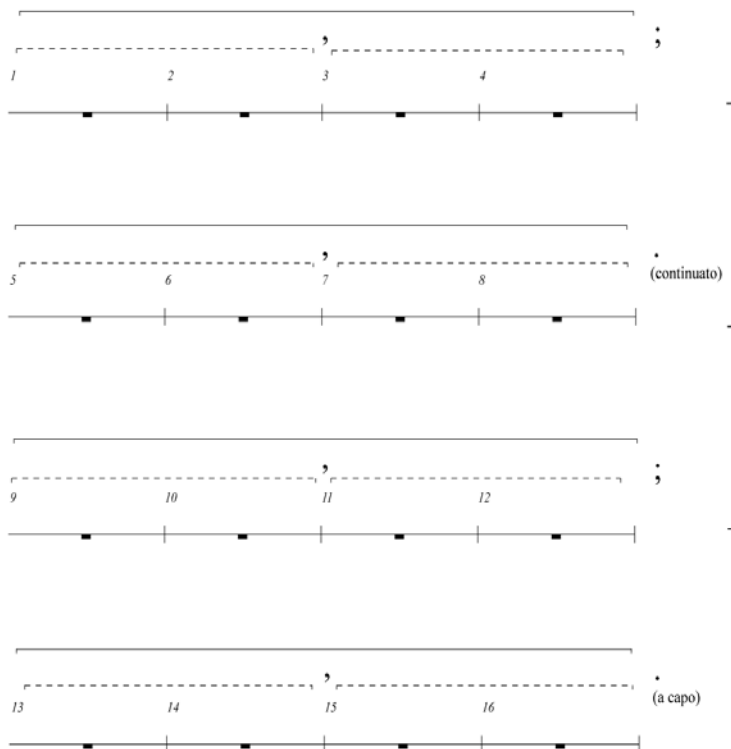 , ;
1 2 3 4
, .
5 6 7 8 (continuato)
, ;
9 10 11 12
, .
13 14 15 16 (a capo)